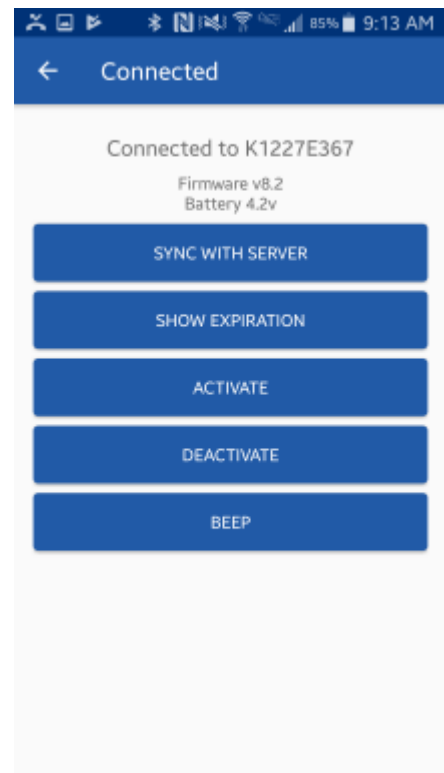 85% 9:13 AM
Connected
Connected to K1227E367
Firmware v8.2
Battery 4.2v
SYNC WITH SERVER
SHOW EXPIRATION
ACTIVATE
DEACTIVATE
BEEP